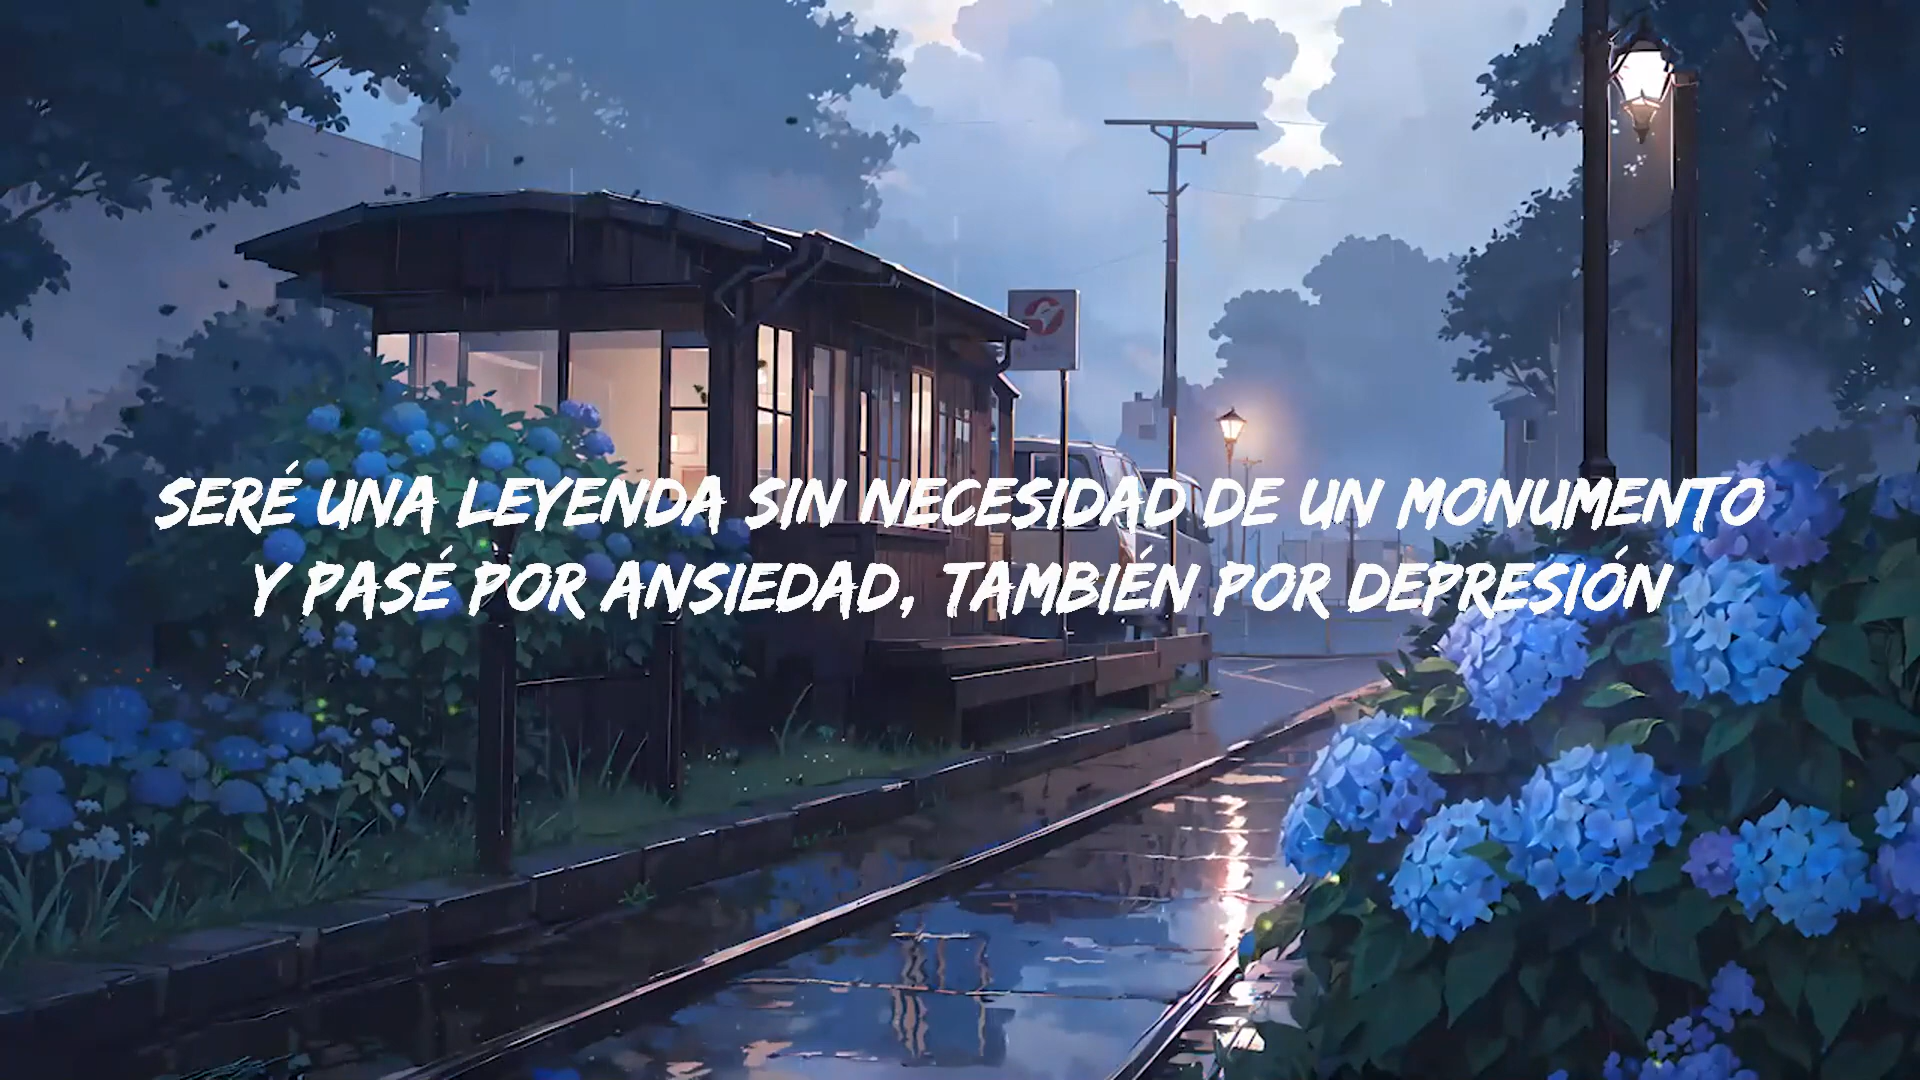 SERÉ UNA LEYENDA SIN NECESIDAD DE UN MONUMENTO
Y PASÉ POR ANSIEDAD, TAMBIÉN POR DEPRESIÓN